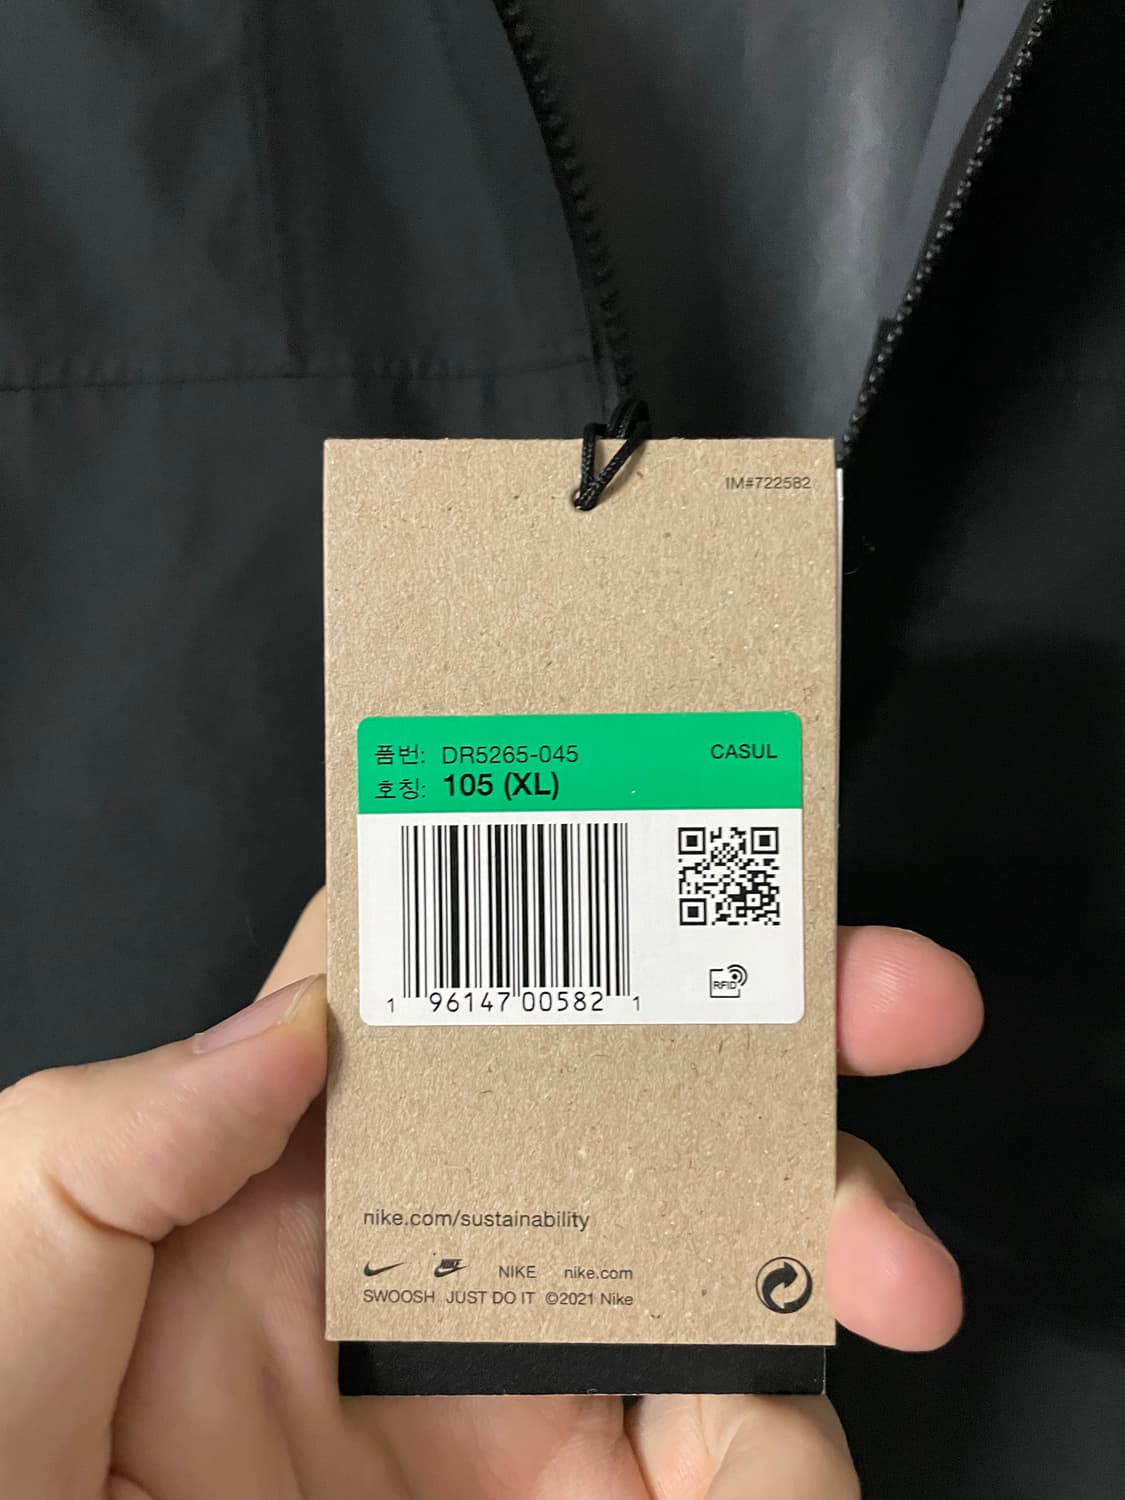 IM#722582
품번: DR5265-045
CASUL
호칭: 105 (XL)
1 96147 00582 1
RFID
nike.com/sustainability
NIKE NIKE nike.com
SWOOSH JUST DO IT ©2021 Nike